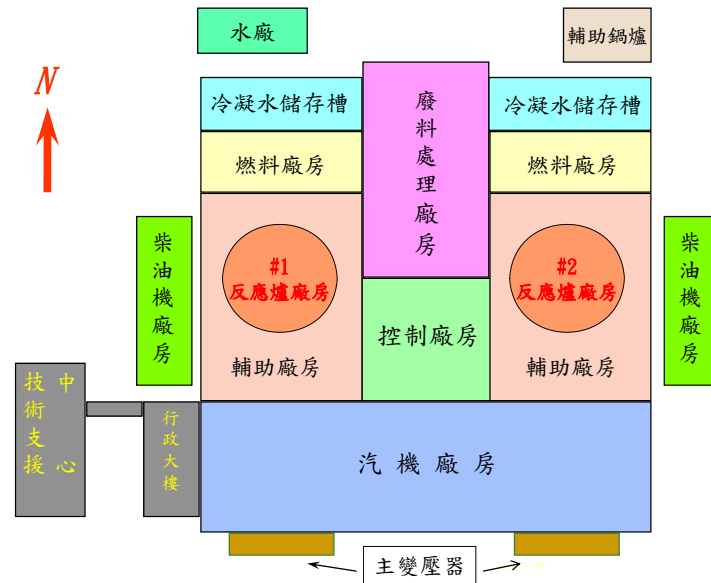 水廠
輔助鍋爐
N
冷凝水儲存槽
廢料處理廠房
冷凝水儲存槽
燃料廠房
燃料廠房
柴油機廠房
#1
反應爐廠房
#2
反應爐廠房
柴油機廠房
控制廠房
輔助廠房
輔助廠房
技術支援
中心
行政大樓
汽機廠房
主變壓器